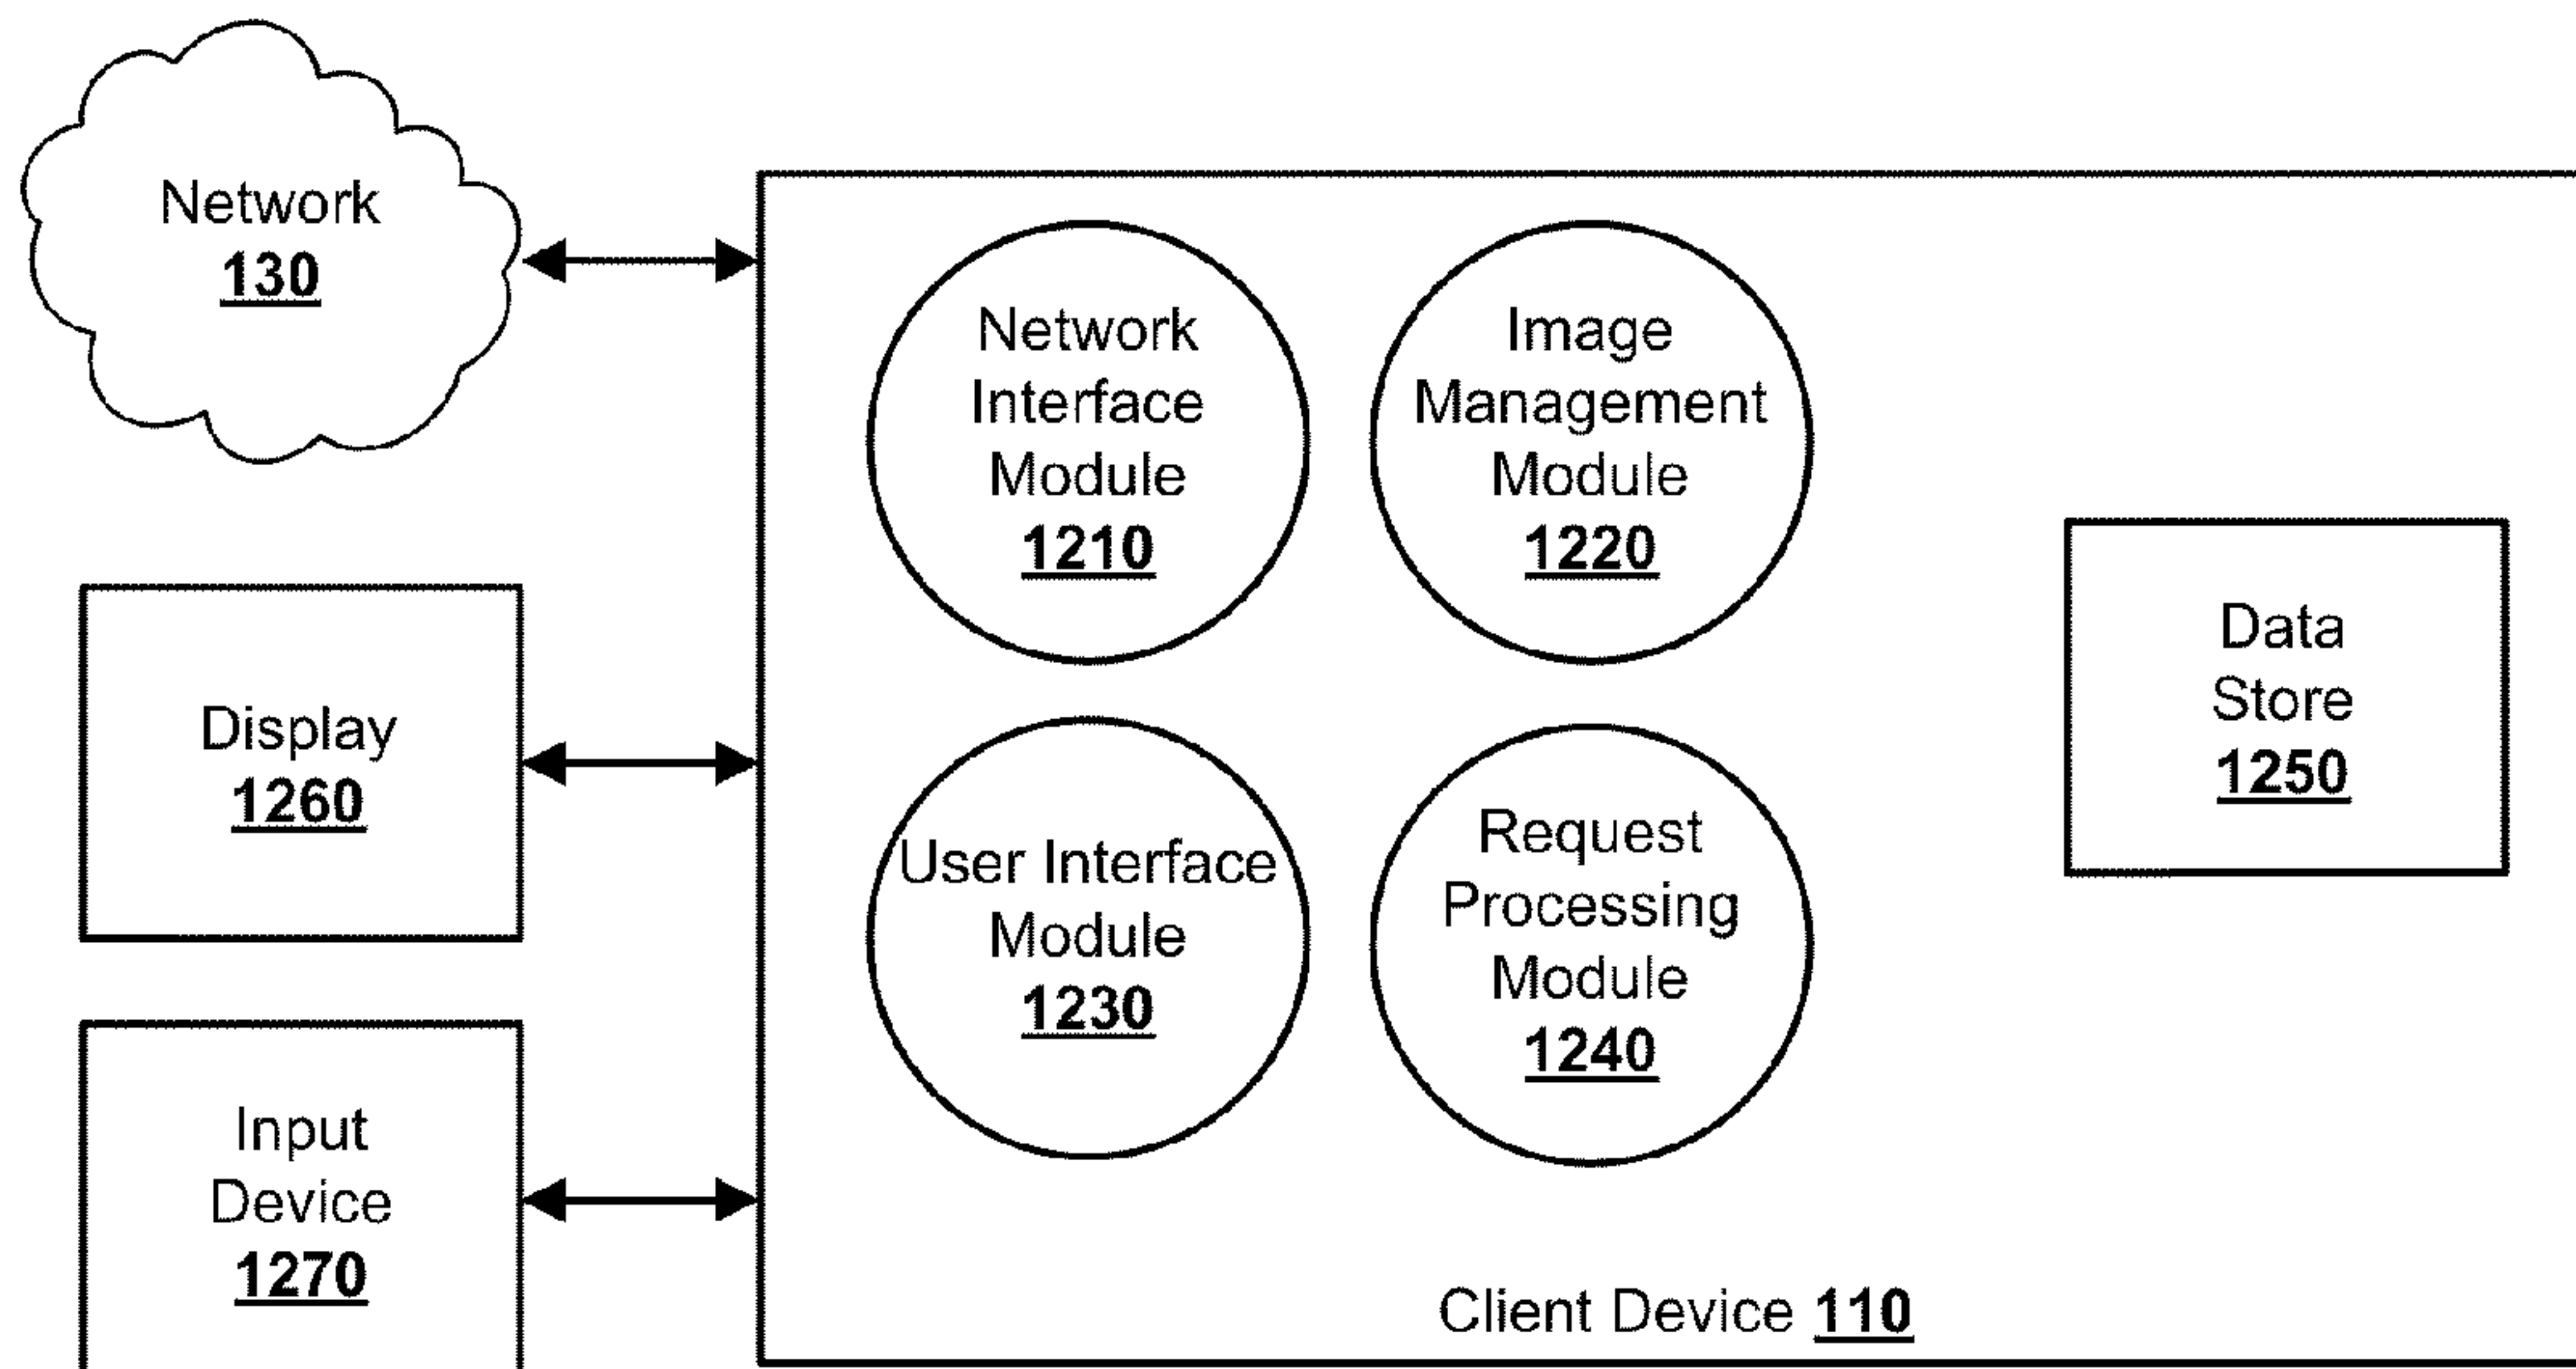 Network
130
Network
Interface
Module
1210
Image
Management
Module
1220
Data
Store
1250
Display
1260
User Interface
Module
1230
Request
Processing
Module
1240
Input
Device
1270
Client Device 110